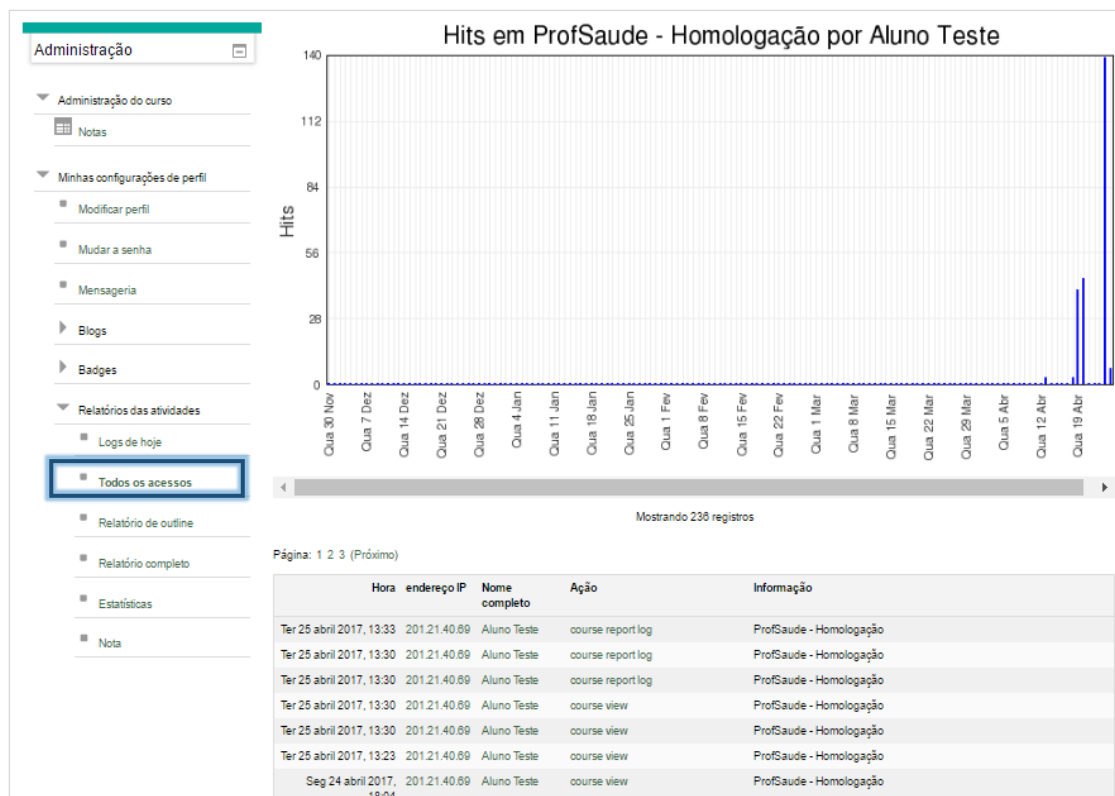 Administração
Administração do curso
Notas
Minhas configurações de perfil
Modificar perfil
Mudar a senha
Mensageria
Blogs
Badges
Relatórios das atividades
Logs de hoje
Todos os acessos
Relatório de outline
Relatório completo
Estatísticas
Nota
Hits em ProfSaude - Homologação por Aluno Teste
Hits
140
112
84
56
28
0
Qua 30 Nov
Qua 7 Dez
Qua 14 Dez
Qua 21 Dez
Qua 28 Dez
Qua 4 Jan
Qua 11 Jan
Qua 18 Jan
Qua 25 Jan
Qua 1 Fev
Qua 8 Fev
Qua 15 Fev
Qua 22 Fev
Qua 1 Mar
Qua 8 Mar
Qua 15 Mar
Qua 22 Mar
Qua 29 Mar
Qua 5 Abr
Qua 12 Abr
Qua 19 Abr
Mostrando 236 registros
Página: 1 2 3 (Próximo)
Hora endereço IP Nome completo Ação Informação
Ter 25 abril 2017, 13:33 201.21.40.69 Aluno Teste course report log ProfSaude - Homologação
Ter 25 abril 2017, 13:30 201.21.40.69 Aluno Teste course report log ProfSaude - Homologação
Ter 25 abril 2017, 13:30 201.21.40.69 Aluno Teste course report log ProfSaude - Homologação
Ter 25 abril 2017, 13:30 201.21.40.69 Aluno Teste course view ProfSaude - Homologação
Ter 25 abril 2017, 13:30 201.21.40.69 Aluno Teste course view ProfSaude - Homologação
Ter 25 abril 2017, 13:23 201.21.40.69 Aluno Teste course view ProfSaude - Homologação
Seg 24 abril 2017, 201.21.40.69 Aluno Teste course view ProfSaude - Homologação